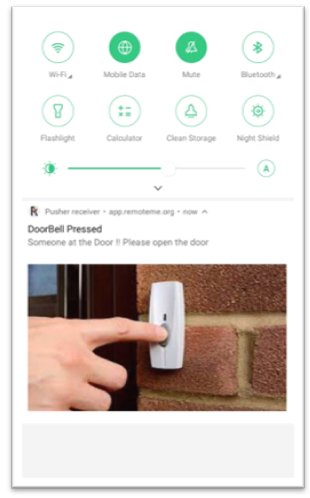 Wi-Fi Mobile Data Mute Bluetooth
Flashlight Calculator Clean Storage Night Shield
A
Pusher receiver • app.remoteme.org • now
DoorBell Pressed
Someone at the Door !! Please open the door